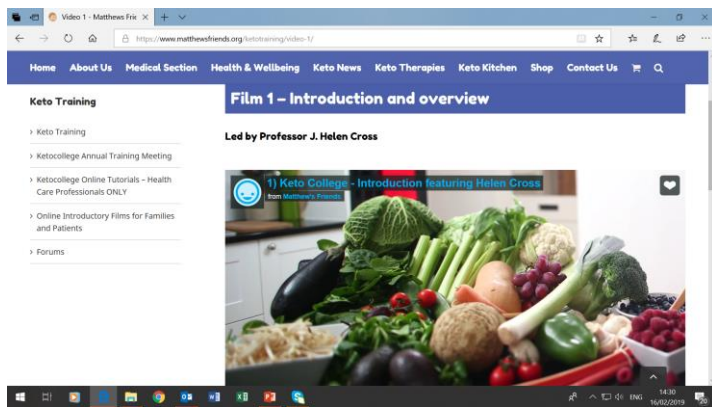 Video 1 - Matthews Frie
https://www.matthewsfriends.org/ketotraining/video-1/
Home About Us Medical Section Health & Wellbeing Keto News Keto Therapies Keto Kitchen Shop Contact Us
Keto Training
Film 1 – Introduction and overview
Led by Professor J. Helen Cross
› Keto Training
› Ketocollege Annual Training Meeting
› Ketocollege Online Tutorials – Health
Care Professionals ONLY
› Online Introductory Films for Families
and Patients
› Forums
1) Keto College - Introduction featuring Helen Cross
from Matthew's Friends
ENG
14:30
16/02/2019
20